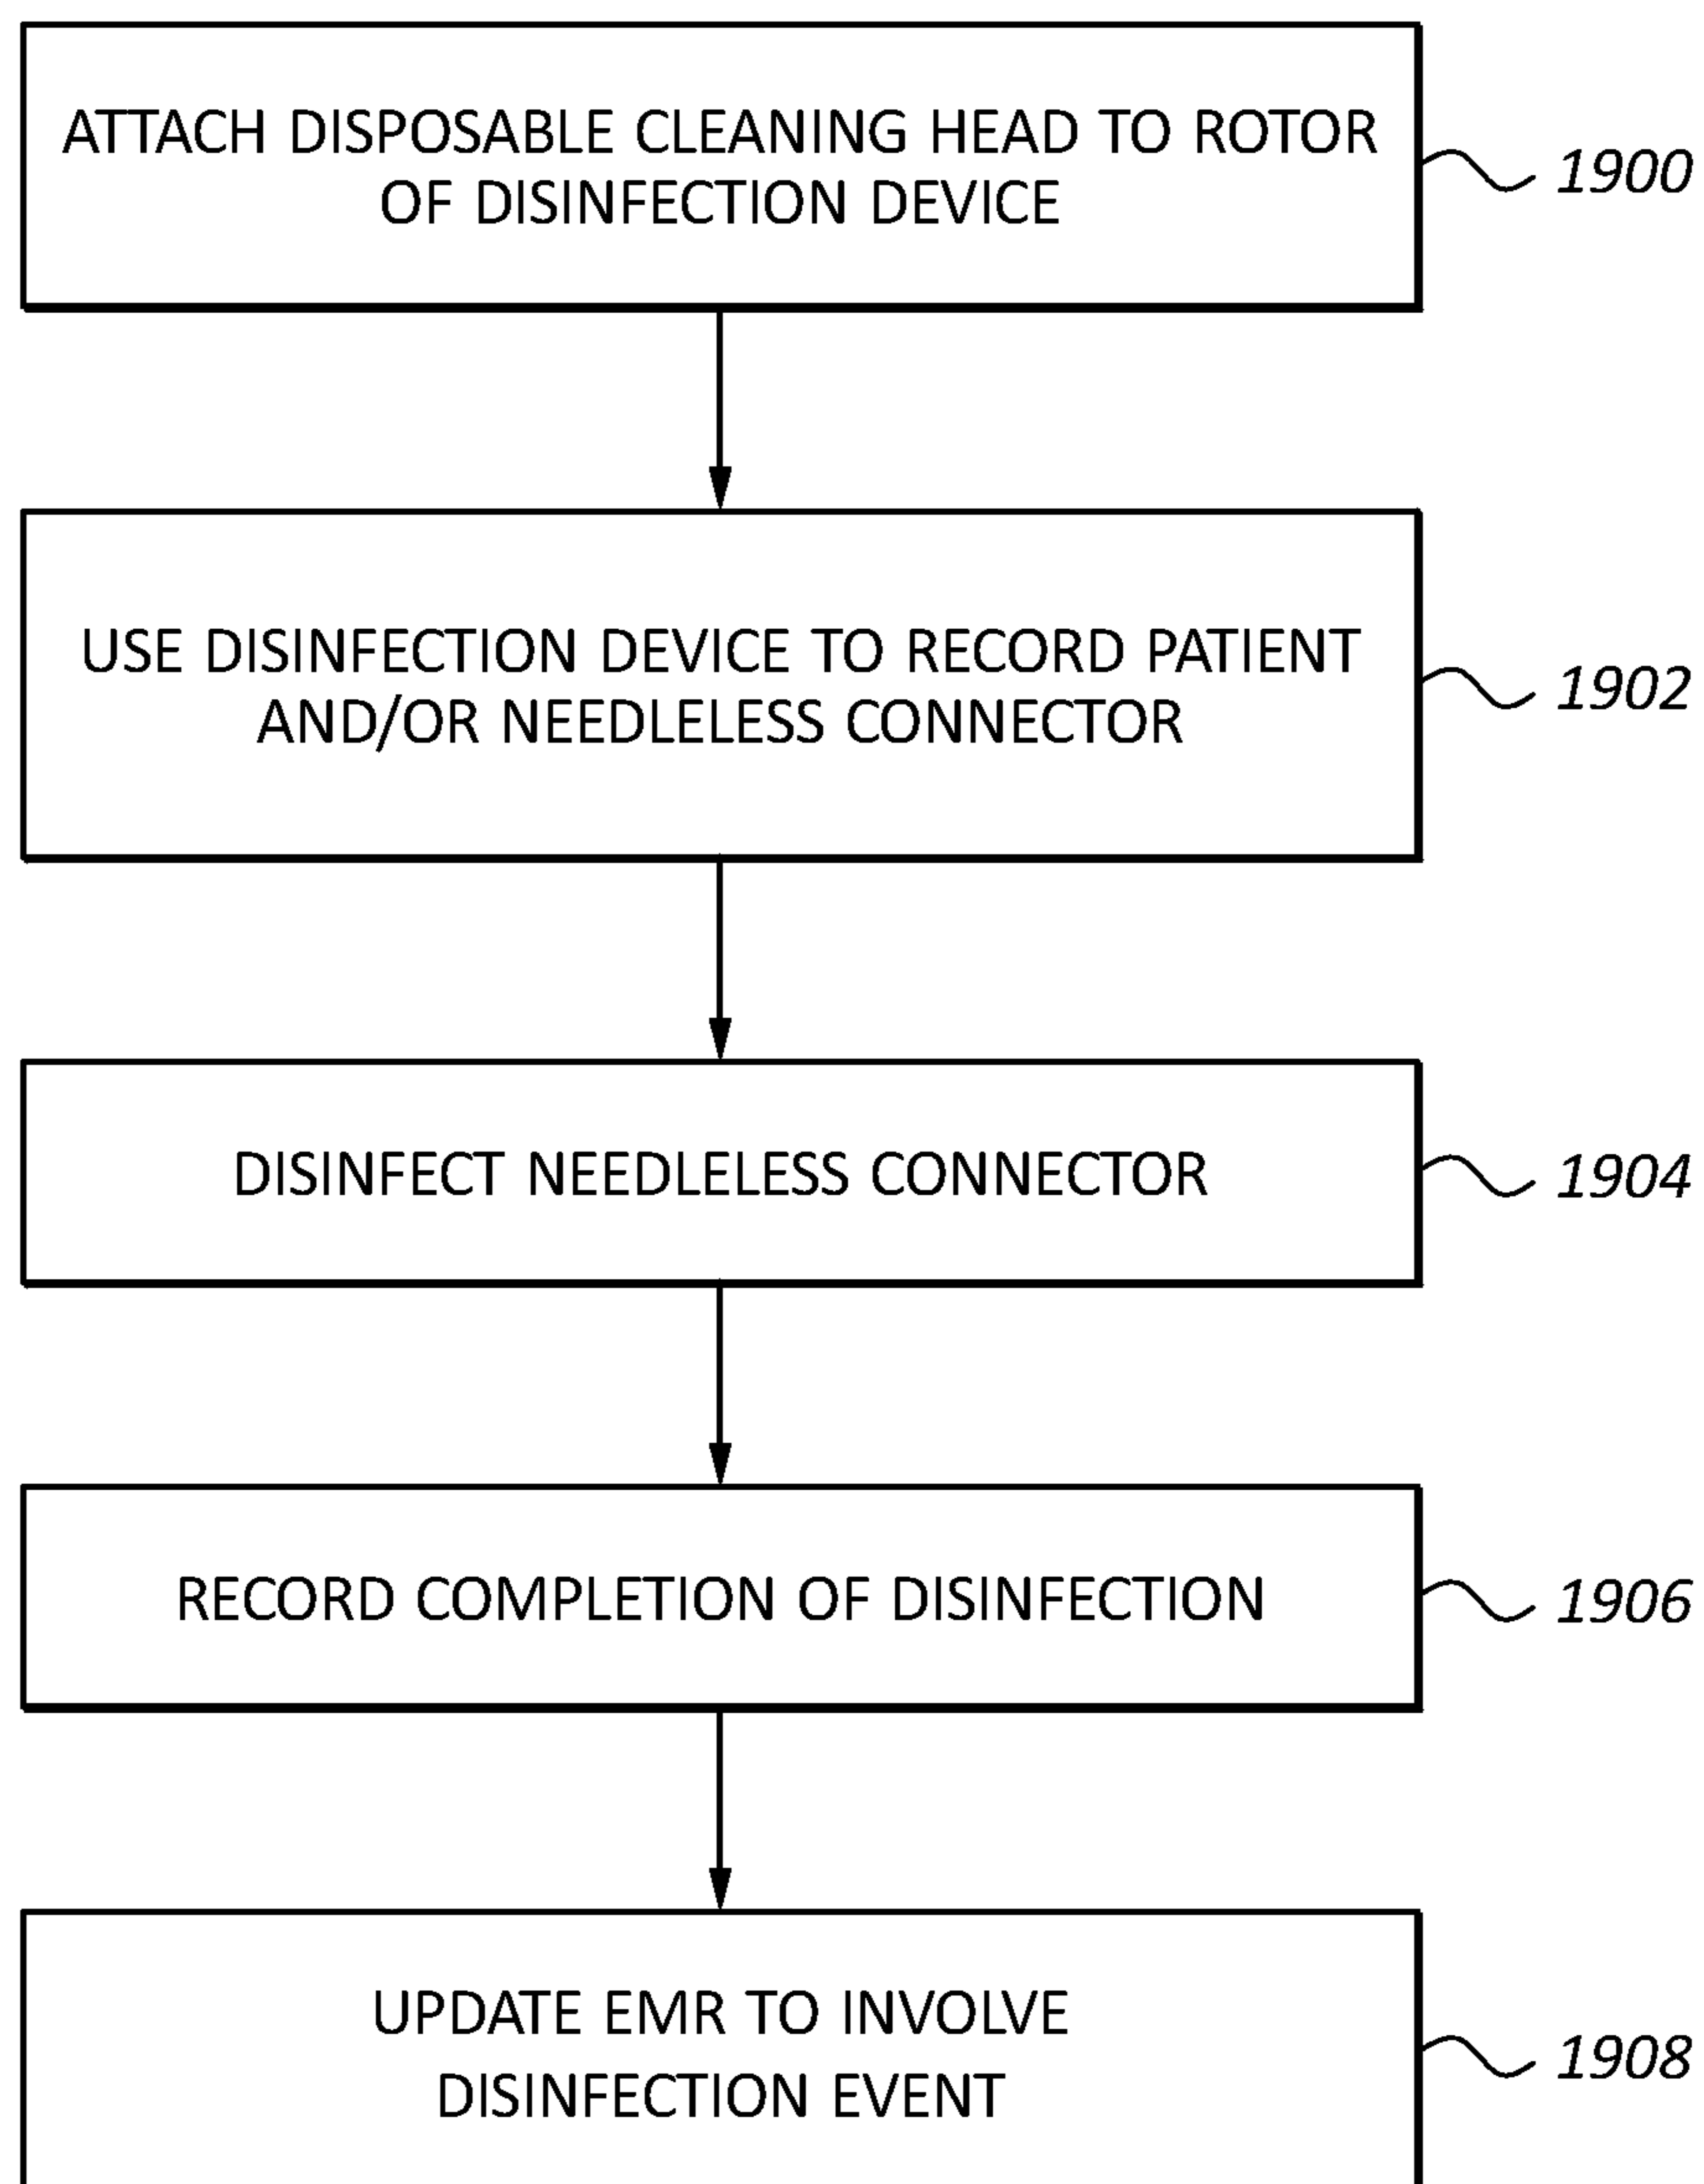 ATTACH DISPOSABLE CLEANING HEAD TO ROTOR
OF DISINFECTION DEVICE
1900
USE DISINFECTION DEVICE TO RECORD PATIENT
AND/OR NEEDLELESS CONNECTOR
1902
DISINFECT NEEDLELESS CONNECTOR
1904
RECORD COMPLETION OF DISINFECTION
1906
UPDATE EMR TO INVOLVE
DISINFECTION EVENT
1908